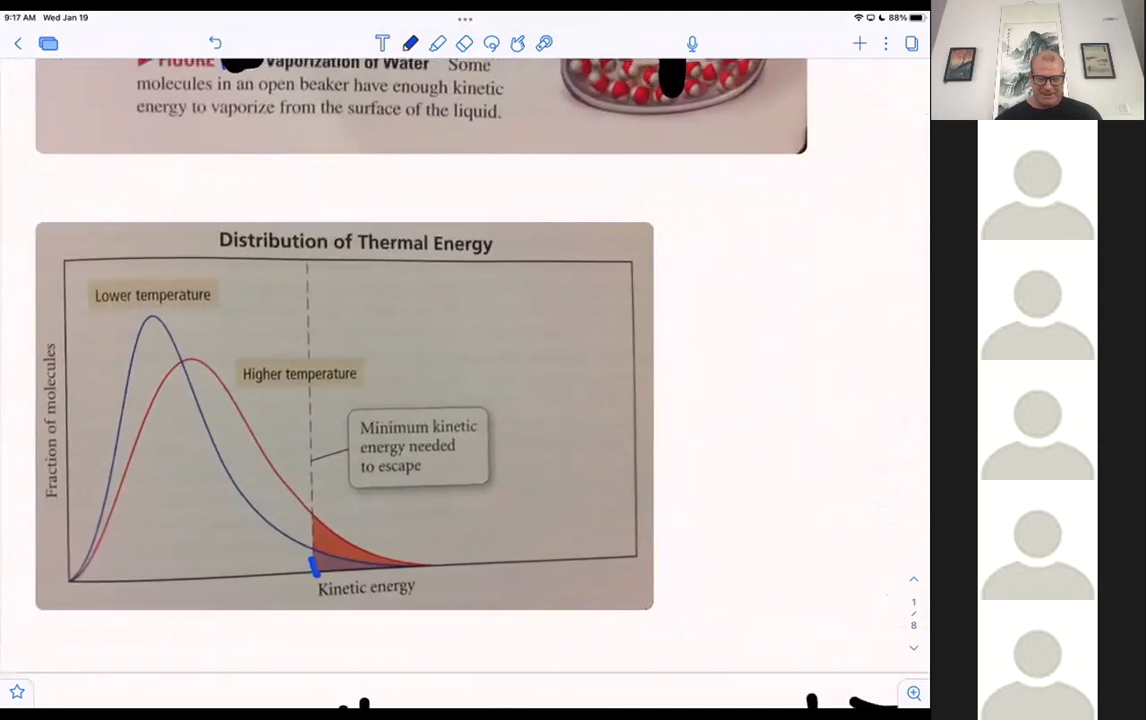 9:17 AM Wed Jan 19
88%
FIGURE Vaporization of Water Some
molecules in an open beaker have enough kinetic
energy to vaporize from the surface of the liquid.
Distribution of Thermal Energy
Lower temperature
Higher temperature
Minimum kinetic
energy needed
to escape
Fraction of molecules
Kinetic energy
1
/
8